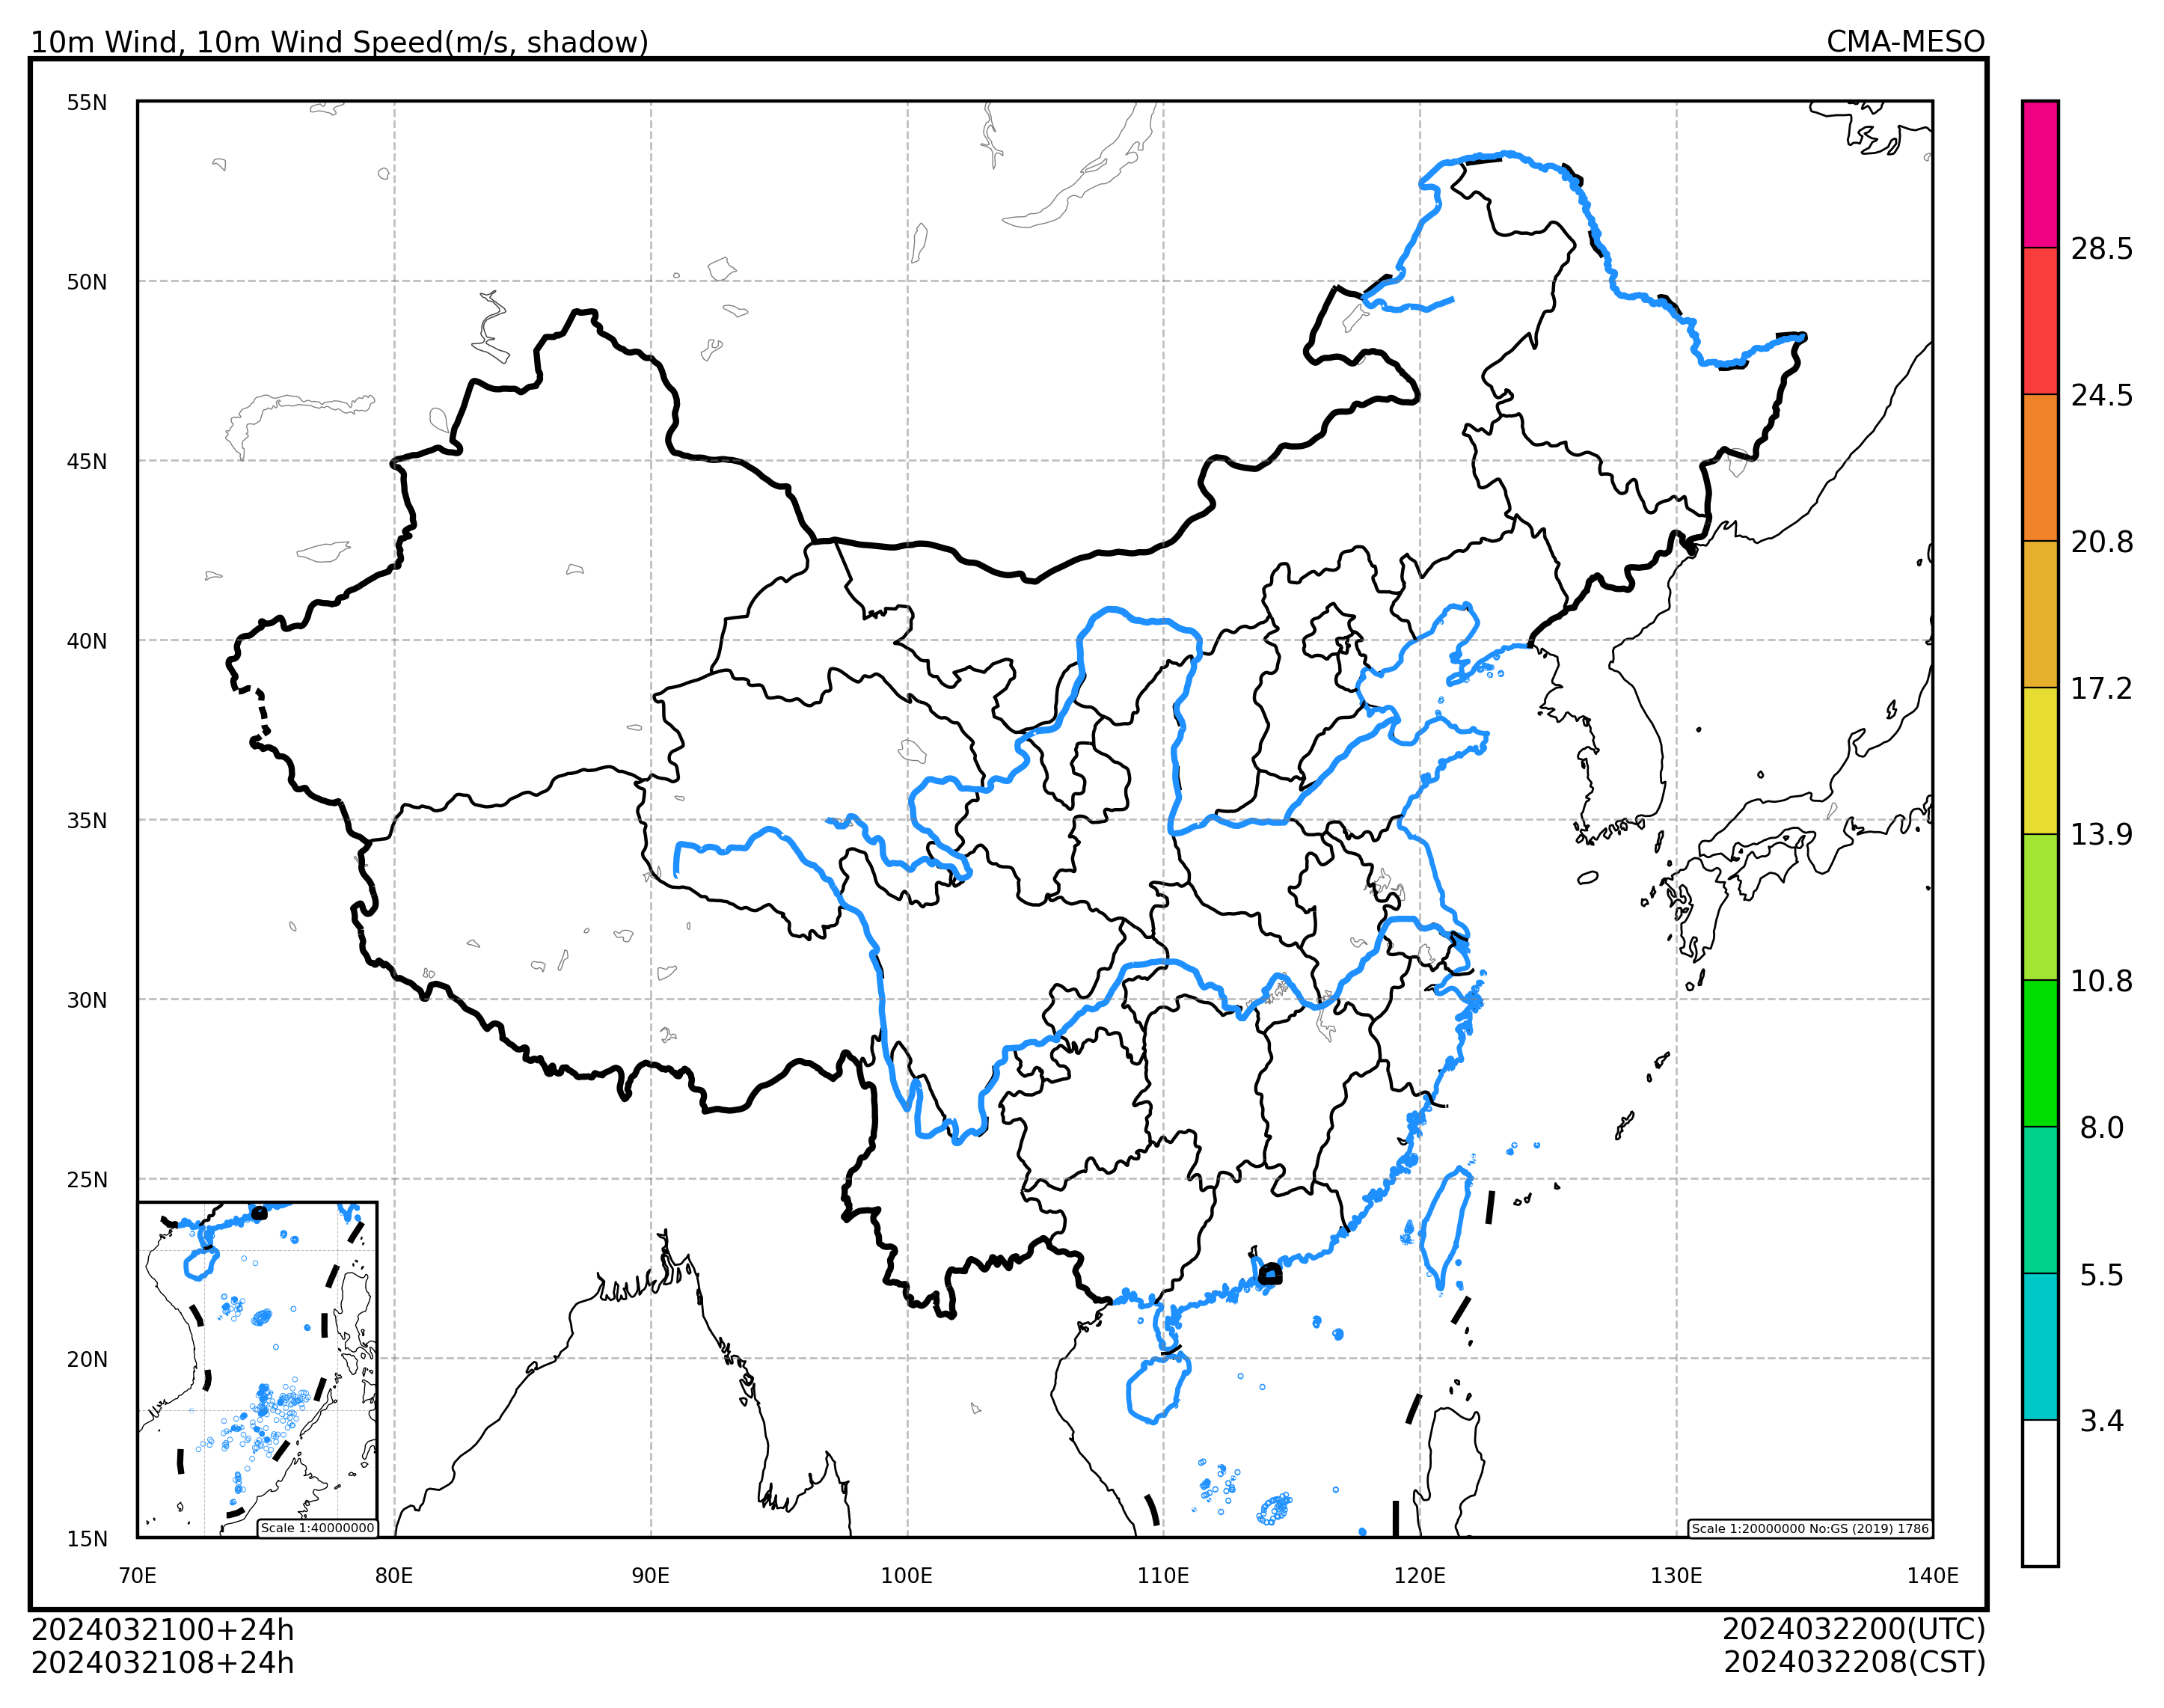 10m Wind, 10m Wind Speed(m/s, shadow)
CMA-MESO
55N
50N
45N
40N
35N
30N
25N
20N
15N
70E
80E
90E
100E
110E
120E
130E
140E
28.5
24.5
20.8
17.2
13.9
10.8
8.0
5.5
3.4
Scale 1:40000000
Scale 1:20000000 No:GS (2019) 1786
2024032100+24h
2024032108+24h
2024032200(UTC)
2024032208(CST)